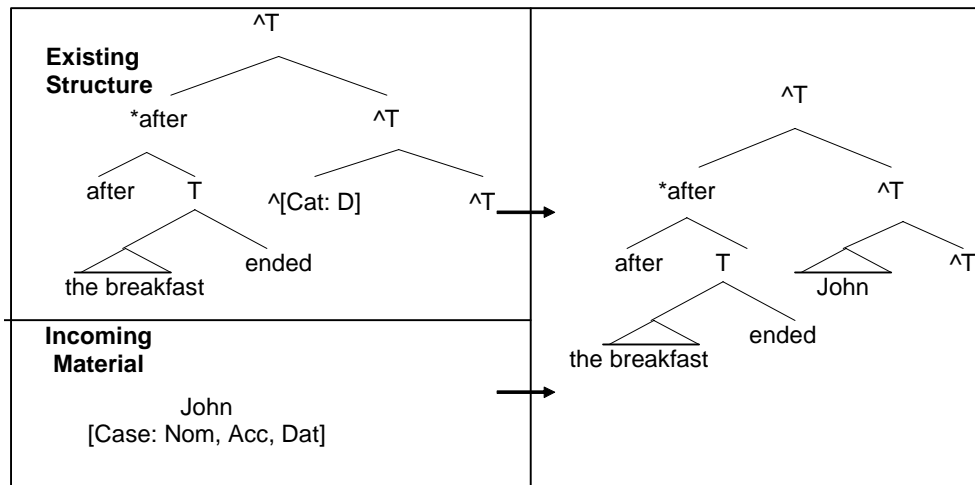 ^T
Existing
Structure
*after ^T
after T ^[Cat: D] ^T
ended
the breakfast
Incoming
Material
John
[Case: Nom, Acc, Dat]
^T
*after ^T
after T John ^T
the breakfast ended